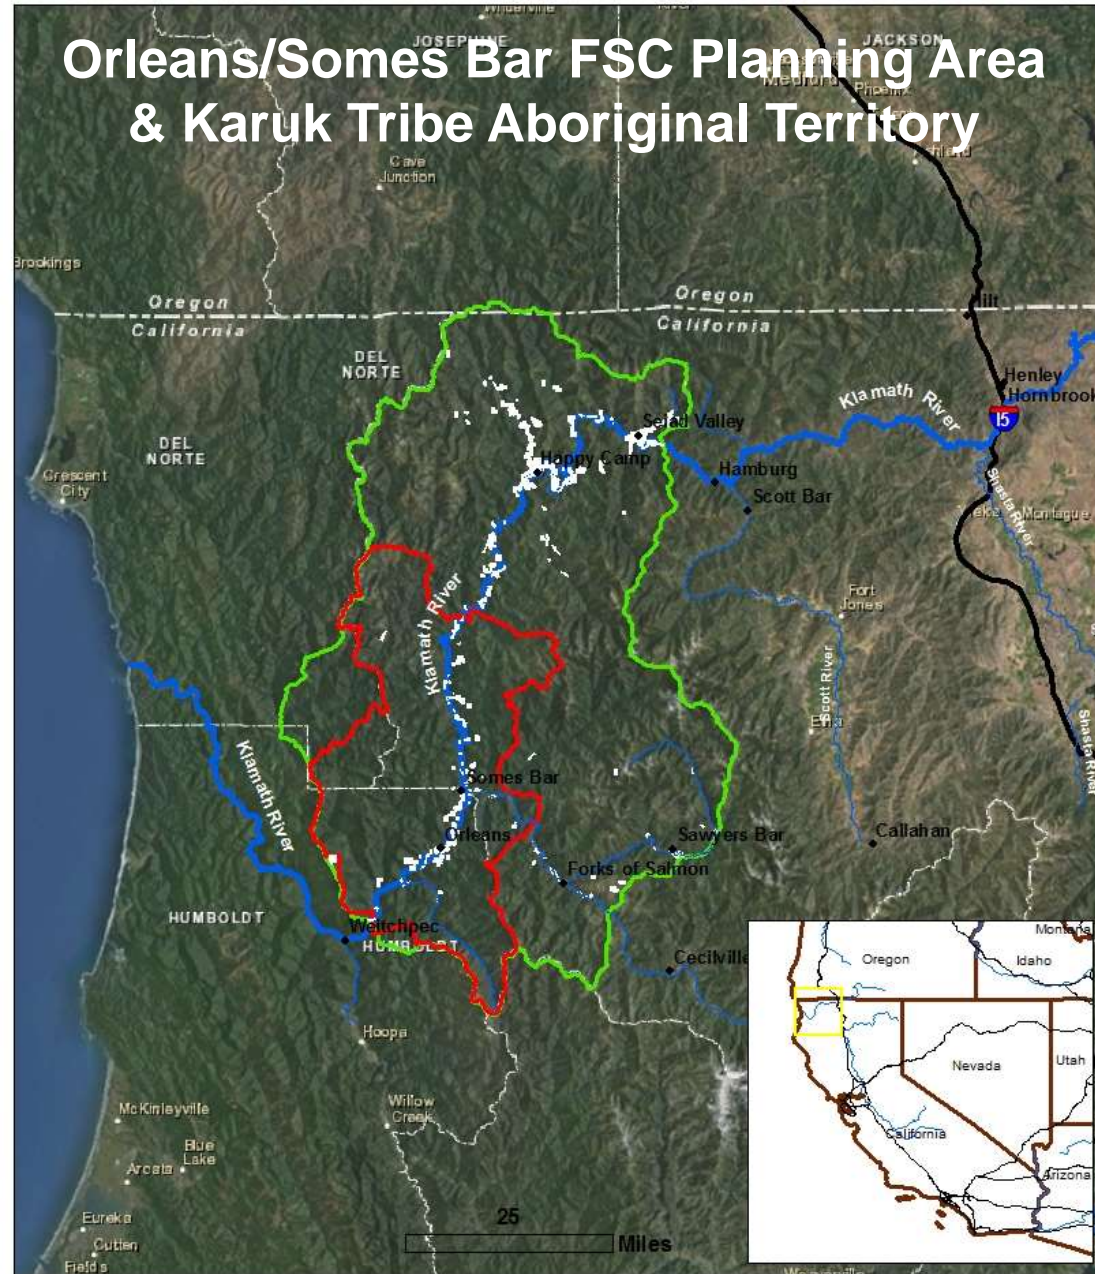 Orleans/Somes Bar FSC Planning Area
& Karuk Tribe Aboriginal Territory
JOSEPHINE
JACKSON
Medford
Phoenix
Cave
Junction
Brookings
Oregon
California
Oregon
California
Hilt
DEL
NORTE
Henley
Hornbrook
15
Klamath River
Seiad Valley
DEL
NORTE
Happy Camp
Hamburg
Crescent
City
Scott Bar
Shasta River
Montague
Klamath River
Fort
Jones
Scott River
Etna
Shasta River
Klamath River
Somes Bar
Orleans
Sawyers Bar
Callahan
Forks of Salmon
HUMBOLDT
Weitchpec
HUMBOLDT
Cecilville
Hoopa
McKinleyville
Willow
Creek
Blue
Lake
Arcata
Eureka
Cutten
Fields
25
Miles
Montana
Oregon
Idaho
Nevada
Utah
California
Arizona